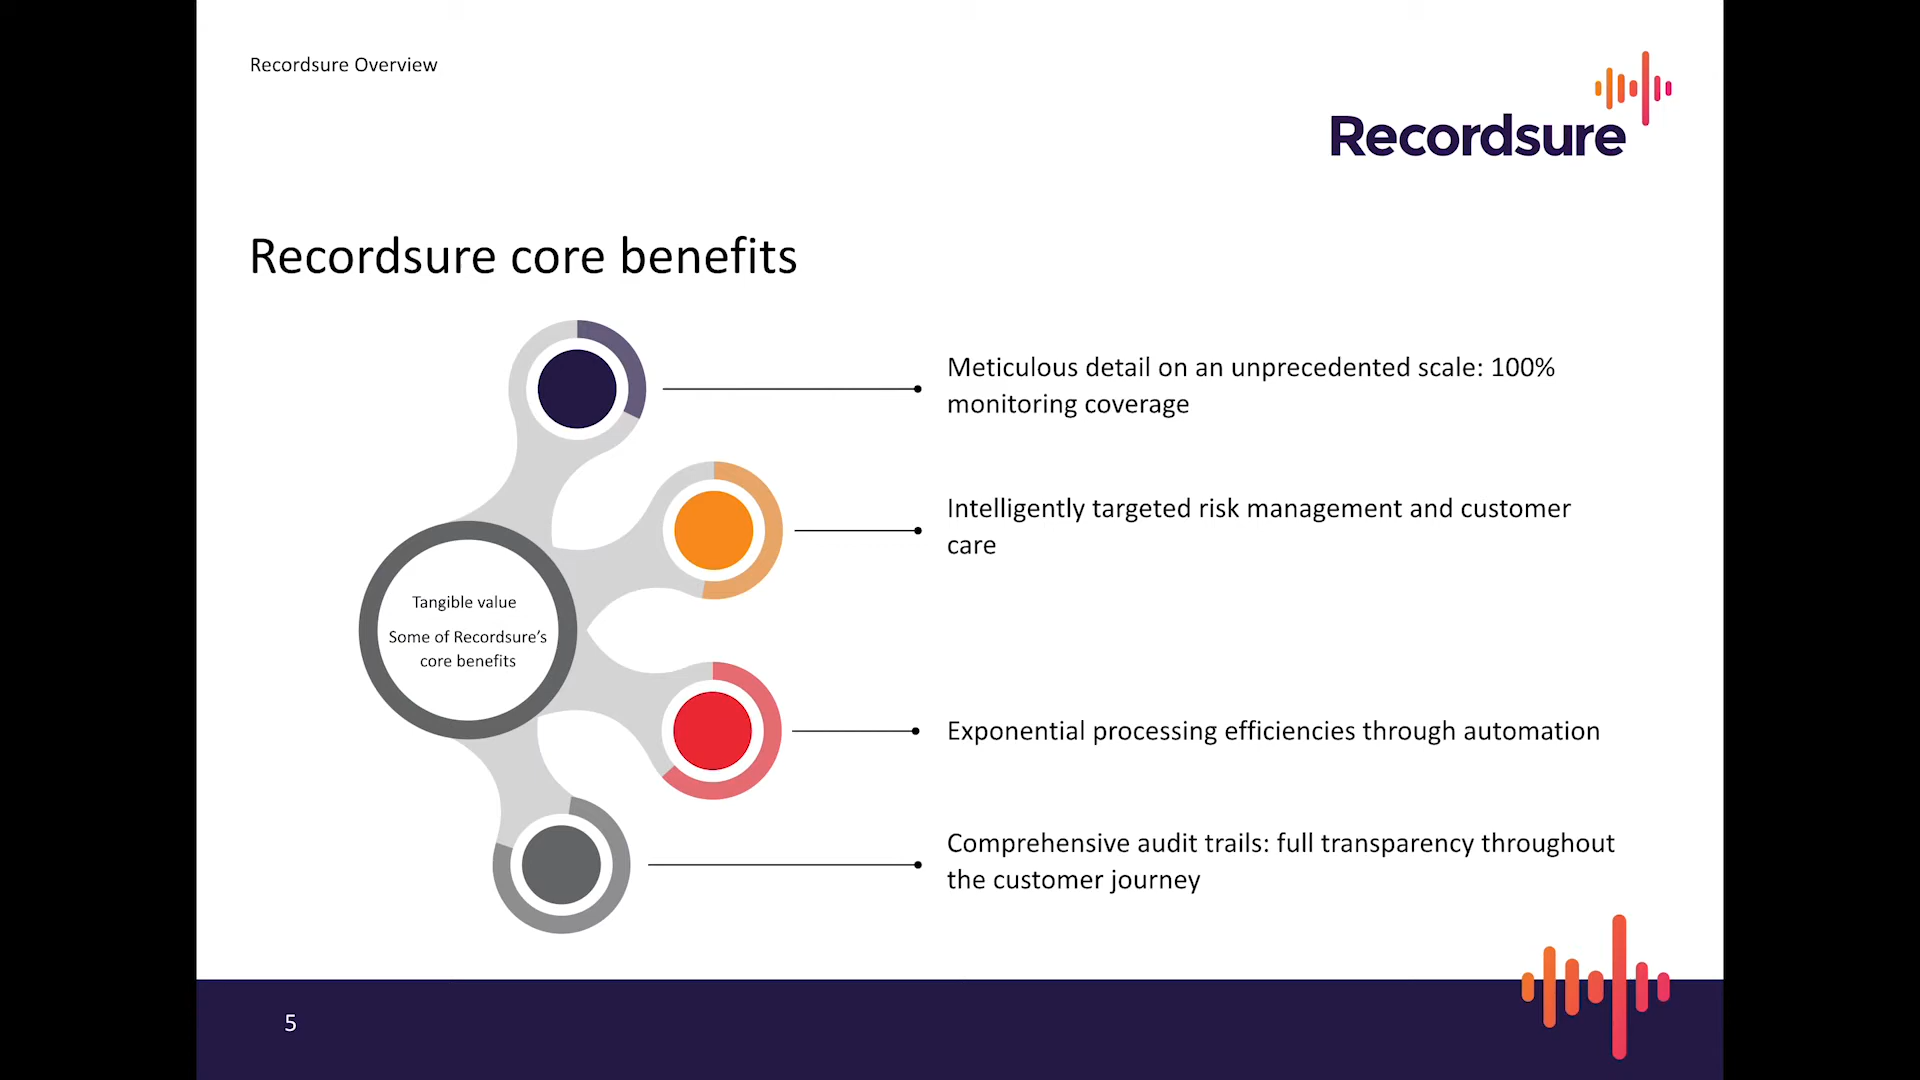 Recordsure Overview
Recordsure
Recordsure core benefits
Meticulous detail on an unprecedented scale: 100%
monitoring coverage
Intelligently targeted risk management and customer
care
Tangible value
Some of Recordsure’s
core benefits
Exponential processing efficiencies through automation
Comprehensive audit trails: full transparency throughout
the customer journey
5